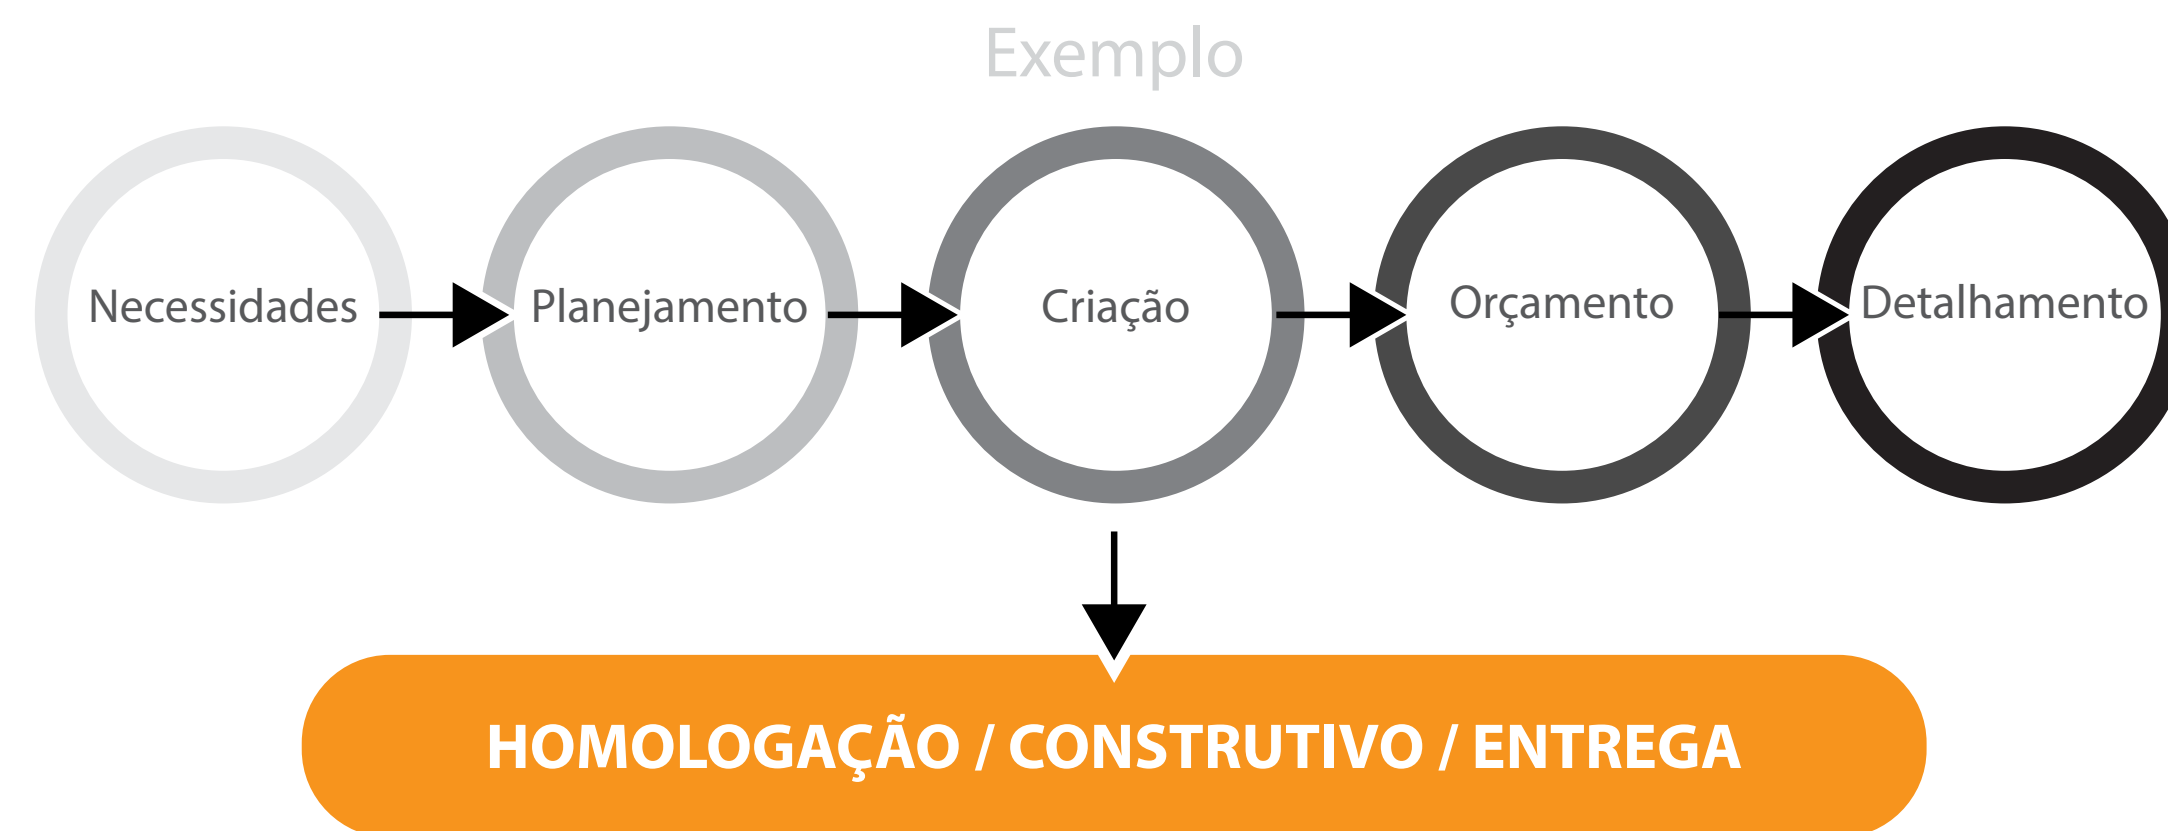 Exemplo
Necessidades
Planejamento
Criação
Orçamento
Detalhamento
HOMOLOGAÇÃO / CONSTRUTIVO / ENTREGA